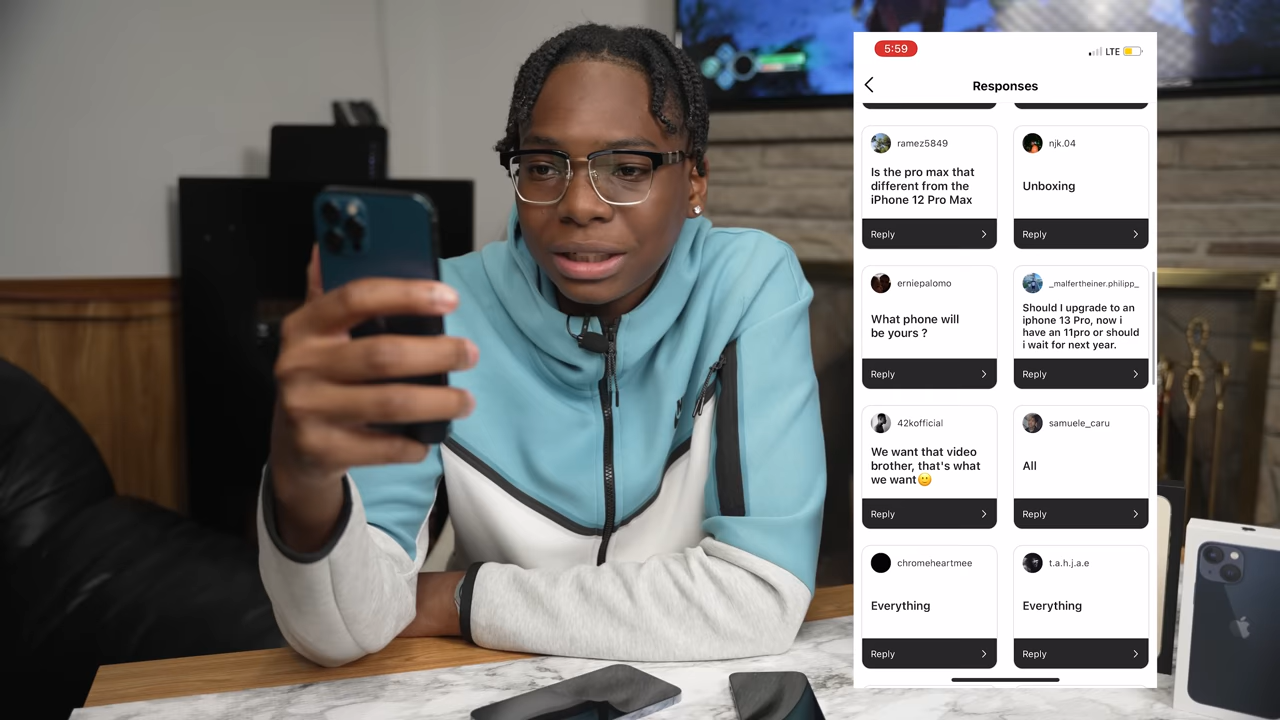 5:59
LTE
Responses
ramez5849
Is the pro max that
different from the
iPhone 12 Pro Max
Reply
njk.04
Unboxing
Reply
erniepalomo
What phone will
be yours ?
Reply
_malfertheiner.philipp_
Should I upgrade to an
iphone 13 Pro, now i
have an 11pro or should
i wait for next year.
Reply
42kofficial
We want that video
brother, that's what
we want🙂
Reply
samuele_caru
All
Reply
chromeheartmee
Everything
Reply
t.a.h.j.a.e
Everything
Reply